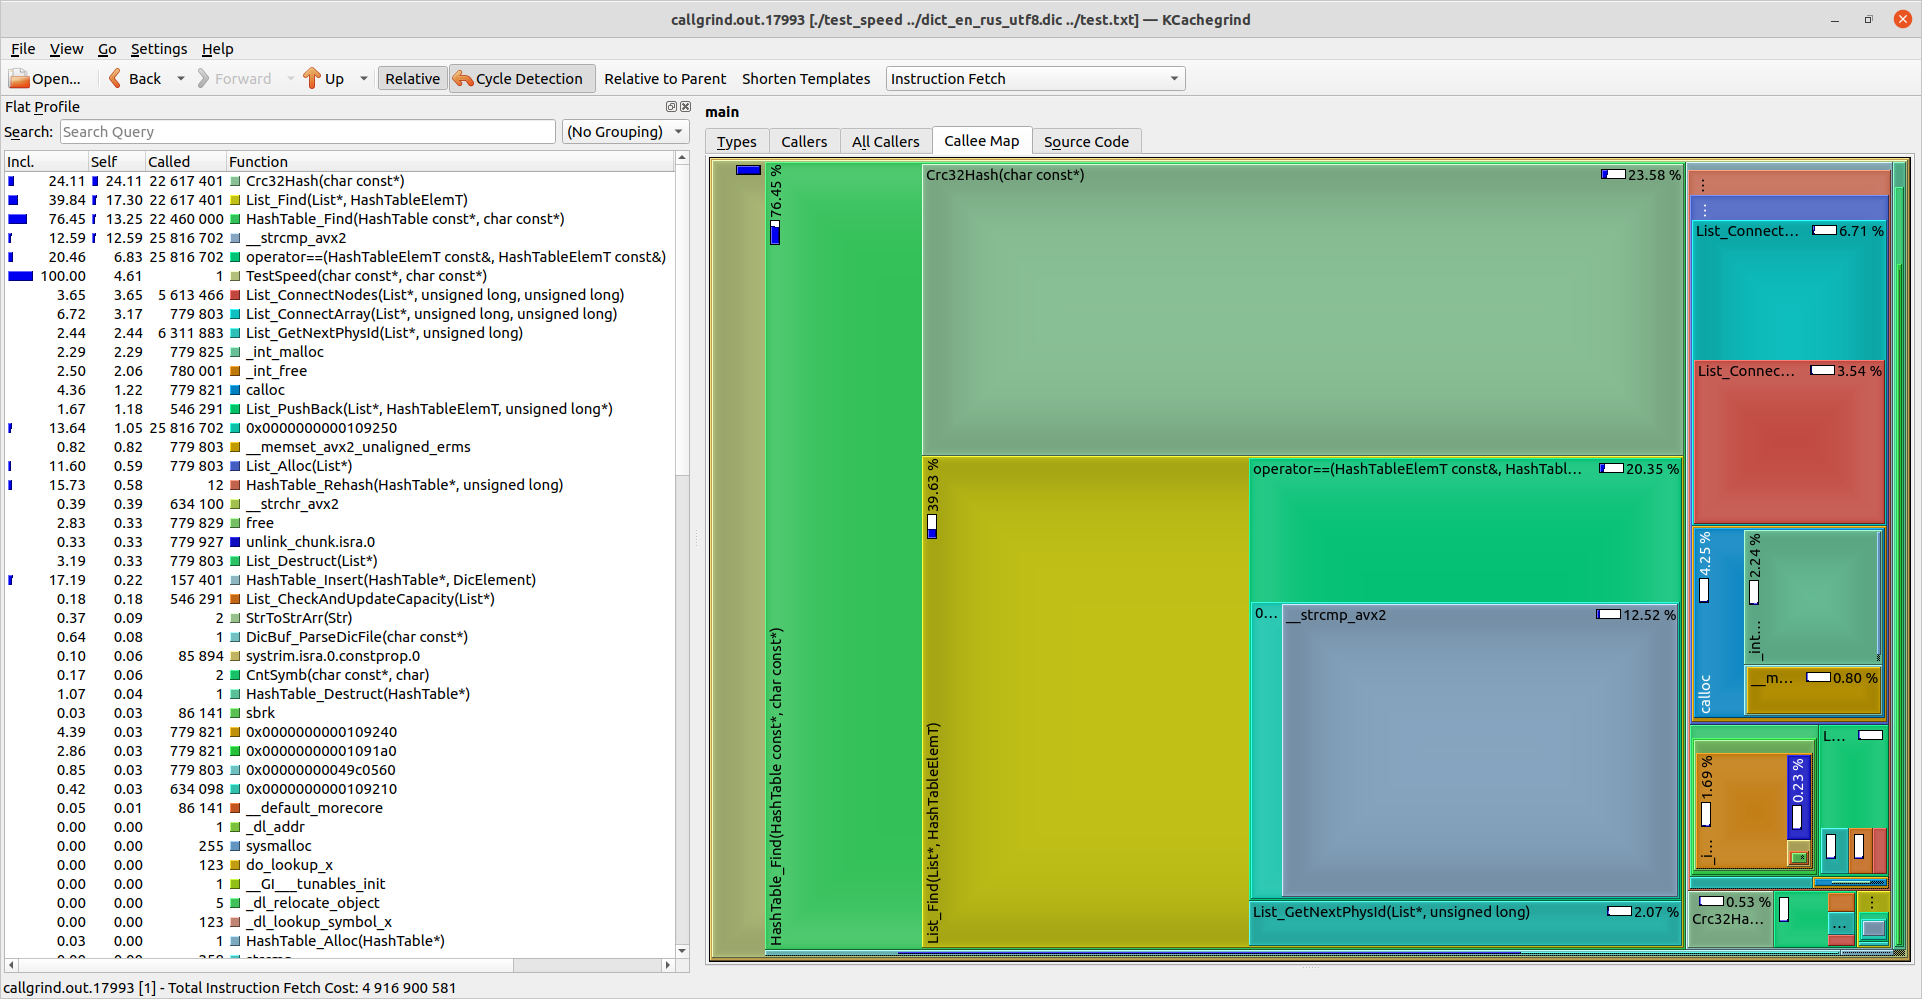 callgrind.out.17993 [./test_speed ../dict_en_rus_utf8.dic ../test.txt] — KCachegrind
File View Go Settings Help
Open... Back Forward Up Relative Cycle Detection Relative to Parent Shorten Templates Instruction Fetch
Flat Profile
Search: Search Query (No Grouping)
Incl. Self Called Function
24.11 24.11 22 617 401 Crc32Hash(char const*)
39.84 17.30 22 617 401 List_Find(List*, HashTableElemT)
76.45 13.25 22 460 000 HashTable_Find(HashTable const*, char const*)
12.59 12.59 25 816 702 __strcmp_avx2
20.46 6.83 25 816 702 operator==(HashTableElemT const&, HashTableElemT const&)
100.00 4.61 1 TestSpeed(char const*, char const*)
3.65 3.65 5 613 466 List_ConnectNodes(List*, unsigned long, unsigned long)
6.72 3.17 779 803 List_ConnectArray(List*, unsigned long, unsigned long)
2.44 2.44 6 311 883 List_GetNextPhysId(List*, unsigned long)
2.29 2.29 779 825 _int_malloc
2.50 2.06 780 001 _int_free
4.36 1.22 779 821 calloc
1.67 1.18 546 291 List_PushBack(List*, HashTableElemT, unsigned long*)
13.64 1.05 25 816 702 0x0000000000109250
0.82 0.82 779 803 __memset_avx2_unaligned_erms
11.60 0.59 779 803 List_Alloc(List*)
15.73 0.58 12 HashTable_Rehash(HashTable*, unsigned long)
0.39 0.39 634 100 __strchr_avx2
2.83 0.33 779 829 free
0.33 0.33 779 927 unlink_chunk.isra.0
3.19 0.33 779 803 List_Destruct(List*)
17.19 0.22 157 401 HashTable_Insert(HashTable*, DicElement)
0.18 0.18 546 291 List_CheckAndUpdateCapacity(List*)
0.37 0.09 2 StrToStrArr(Str)
0.64 0.08 1 DicBuf_ParseDicFile(char const*)
0.10 0.06 85 894 systrim.isra.0.constprop.0
0.17 0.06 2 CntSymb(char const*, char)
1.07 0.04 1 HashTable_Destruct(HashTable*)
0.03 0.03 86 141 sbrk
4.39 0.03 779 821 0x0000000000109240
2.86 0.03 779 821 0x00000000001091a0
0.85 0.03 779 803 0x00000000049c0560
0.42 0.03 634 098 0x0000000000109210
0.05 0.01 86 141 __default_morecore
0.00 0.00 1 _dl_addr
0.00 0.00 255 sysmalloc
0.00 0.00 123 do_lookup_x
0.00 0.00 1 __GI___tunables_init
0.00 0.00 5 _dl_relocate_object
0.00 0.00 123 _dl_lookup_symbol_x
0.03 0.00 1 HashTable_Alloc(HashTable*)
main
Types Callers All Callers Callee Map Source Code
76.45 %
HashTable_Find(HashTable const*, char const*)
Crc32Hash(char const*) 23.58 %
39.63 %
List_Find(List*, HashTableElemT)
operator==(HashTableElemT const&, HashTabl... 20.35 %
0... __strcmp_avx2 12.52 %
List_GetNextPhysId(List*, unsigned long) 2.07 %
...
...
List_Connect... 6.71 %
List_Connec... 3.54 %
4.25 %
calloc
2.24 %
_int...
__m... 0.80 %
1.69 %
_i...
0.23 %
L...
0.53 %
Crc32Ha...
...
...
callgrind.out.17993 [1] - Total Instruction Fetch Cost: 4 916 900 581